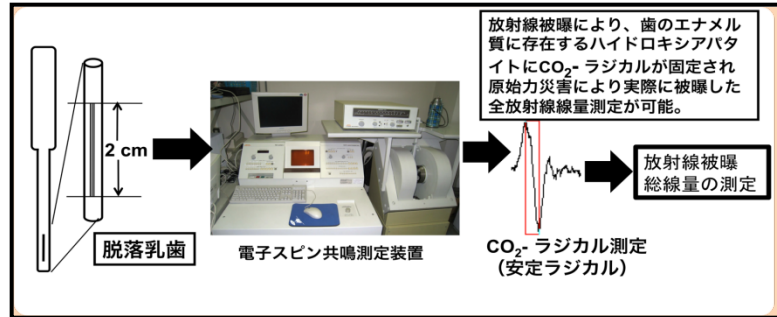 放射線被曝により、歯のエナメル
質に存在するハイドロキシアパタ
イトにCO₂- ラジカルが固定され
原始力災害により実際に被曝した
全放射線線量測定が可能。
2 cm
脱落乳歯
電子スピン共鳴測定装置
CO₂- ラジカル測定
（安定ラジカル）
放射線被曝
総線量の測定